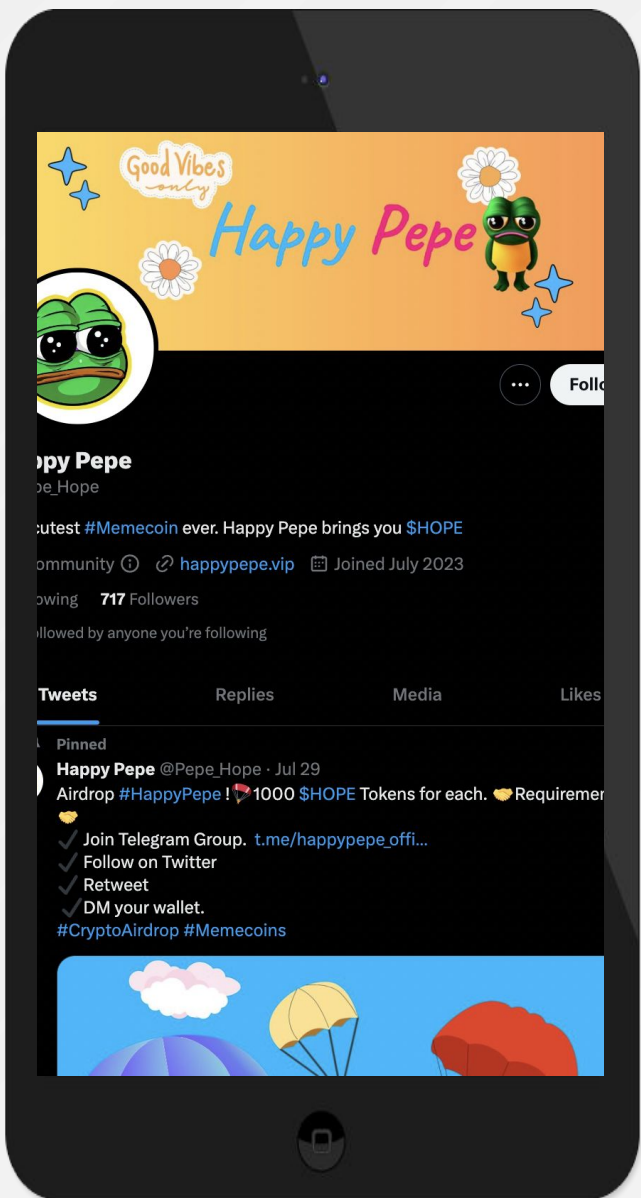 Good Vibes
only
Happy Pepe
Follo
ppy Pepe
pe_Hope
cutest #Memecoin ever. Happy Pepe brings you $HOPE
ommunity happypepe.vip Joined July 2023
owing 717 Followers
ollowed by anyone you're following
Tweets Replies Media Likes
Pinned
Happy Pepe @Pepe_Hope · Jul 29
Airdrop #HappyPepe ! 1000 $HOPE Tokens for each. 🤝Requiremen
🤝
✓ Join Telegram Group. t.me/happypepe_offi...
✓ Follow on Twitter
✓ Retweet
✓ DM your wallet.
#CryptoAirdrop #Memecoins